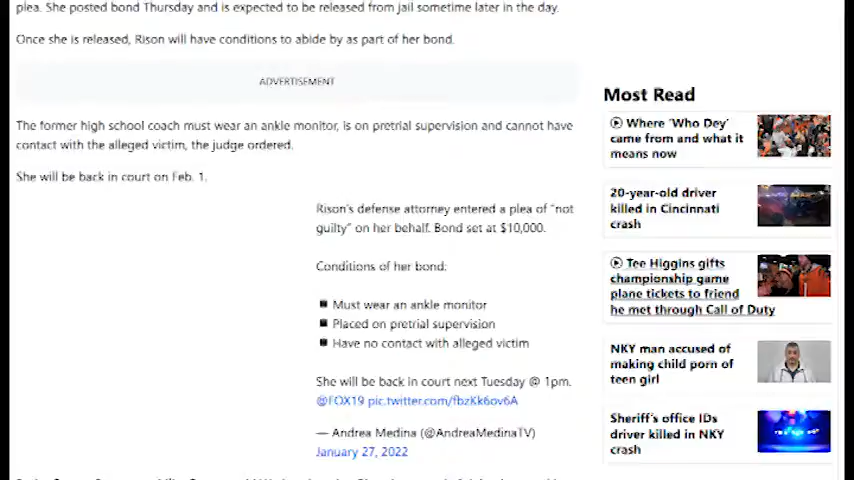 plea. She posted bond Thursday and is expected to be released from jail sometime later in the day.
Once she is released, Rison will have conditions to abide by as part of her bond.
ADVERTISEMENT
The former high school coach must wear an ankle monitor, is on pretrial supervision and cannot have
contact with the alleged victim, the judge ordered.
She will be back in court on Feb. 1.
Rison's defense attorney entered a plea of "not
guilty" on her behalf. Bond set at $10,000.
Conditions of her bond:
Must wear an ankle monitor
Placed on pretrial supervision
Have no contact with alleged victim
She will be back in court next Tuesday @ 1pm.
@FOX19 pic.twitter.com/fbzKk6ov6A
— Andrea Medina (@AndreaMedinaTV)
January 27, 2022
Most Read
Where 'Who Dey'
came from and what it
means now
20-year-old driver
killed in Cincinnati
crash
Tee Higgins gifts
championship game
plane tickets to friend
he met through Call of Duty
NKY man accused of
making child porn of
teen girl
Sheriff's office IDs
driver killed in NKY
crash